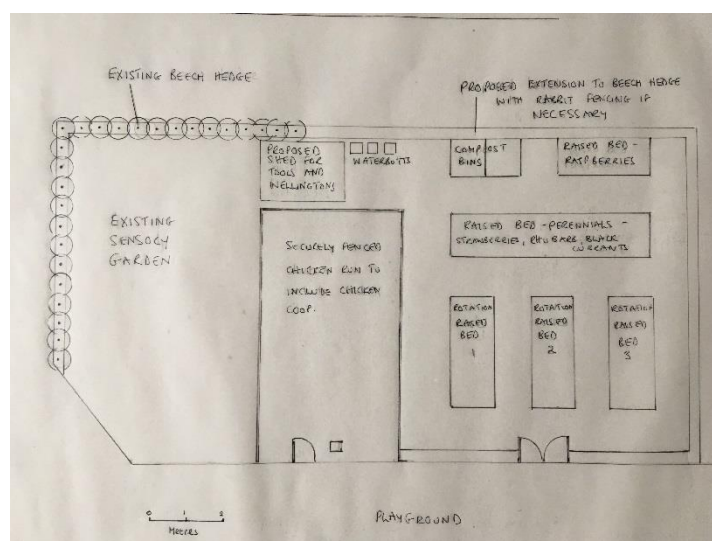 EXISTING BEECH HEDGE
PROPOSED EXTENSION TO BEECH HEDGE
WITH RABBIT FENCING IF
NECESSARY
PROPOSED
SHED FOR
TOOLS AND
WELLINGTONS
WATERBUTTS
COMPOST
BINS
RAISED BED -
RASPBERRIES
EXISTING
SENSORY
GARDEN
RAISED BED - PERENNIALS -
STRAWBERRIES, RHUBARB, BLACK
CURRANTS
SECURELY FENCED
CHICKEN RUN TO
INCLUDE CHICKEN
COOP.
ROTATION
RAISED
BED
1
ROTATION
RAISED
BED
2
ROTATION
RAISED
BED
3
0 1 2
Metres
PLAYGROUND